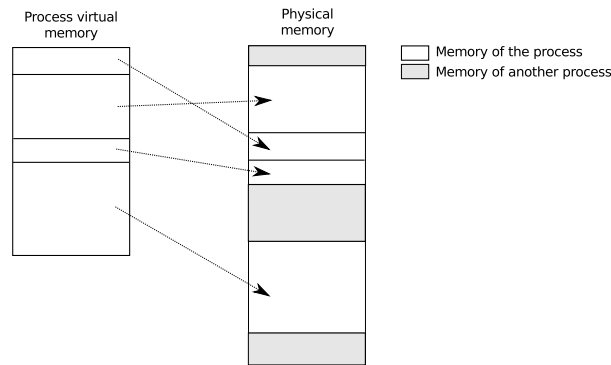 Process virtual
memory
Physical
memory
Memory of the process
Memory of another process